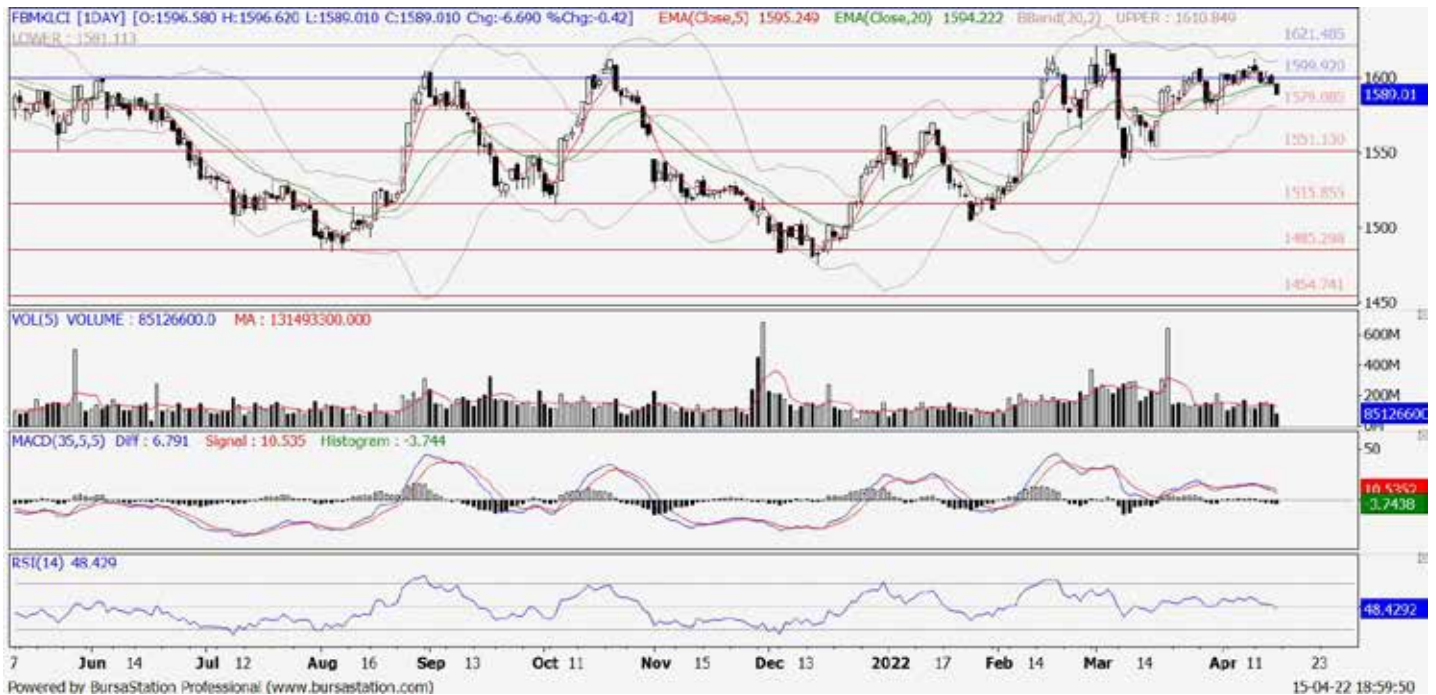 FBMKLCI [1DAY] [O:1596.580 H:1596.620 L:1589.010 C:1589.010 Chg:-6.690 %Chg:-0.42] EMA(Close,5) 1595.249 EMA(Close,20) 1594.222 BBand(20,2) UPPER : 1610.849
LOWER : 1581.113
1621.485
1599.920
1600
1589.01
1579.085
1551.130
1550
1515.855
1500
1485.298
1454.741
1450
VOL(5) VOLUME : 85126600.0 MA : 131493300.000
600M
400M
200M
8512660
0M
MACD(35,5,5) Diff : 6.791 Signal : 10.535 Histogram : -3.744
50
10.5352
-3.7438
RSI(14) 48.429
48.4292
7 Jun 14 Jul 12 Aug 16 Sep 13 Oct 11 Nov 15 Dec 13 2022 17 Feb 14 Mar 14 Apr 11 23
Powered by BursaStation Professional (www.bursastation.com) 15-04-22 18:59:50